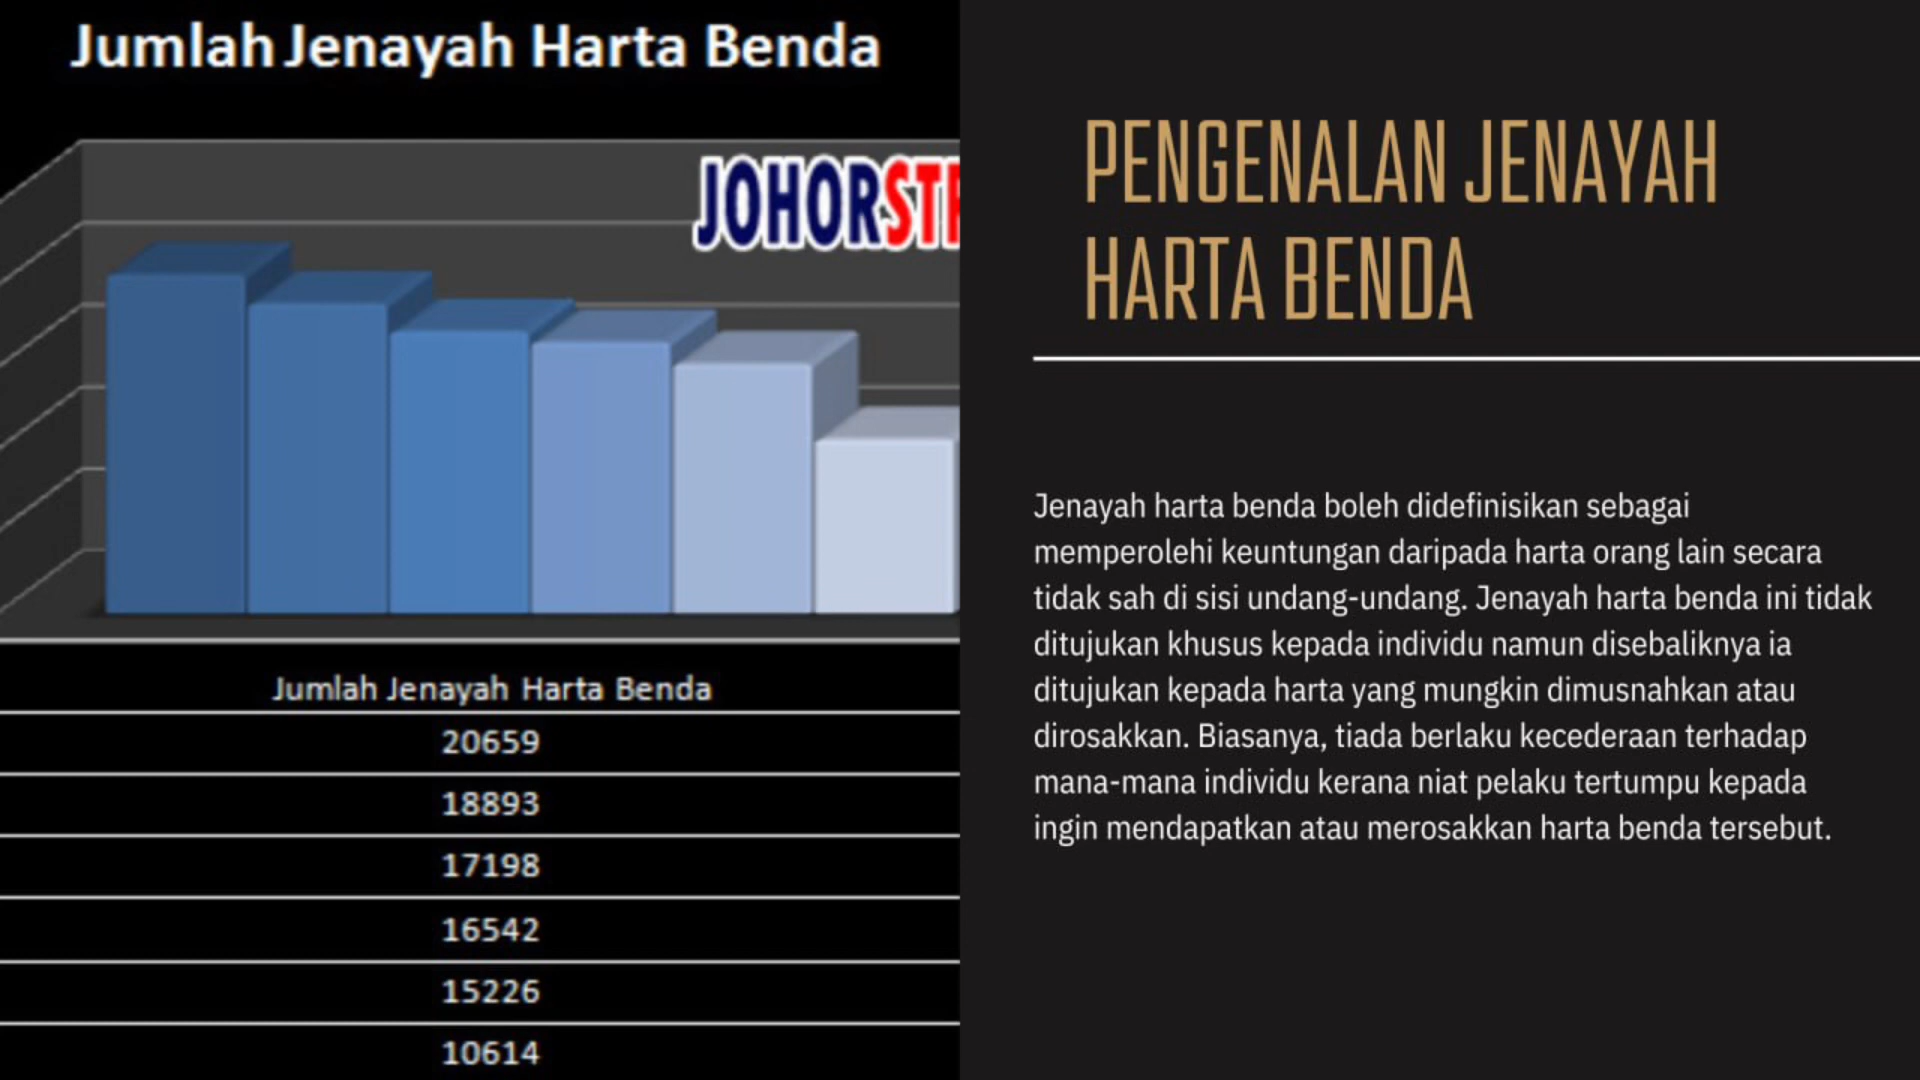 Jumlah Jenayah Harta Benda
JOHORST
Jumlah Jenayah Harta Benda
20659
18893
17198
16542
15226
10614
PENGENALAN JENAYAH
HARTA BENDA
Jenayah harta benda boleh didefinisikan sebagai
memperolehi keuntungan daripada harta orang lain secara
tidak sah di sisi undang-undang. Jenayah harta benda ini tidak
ditujukan khusus kepada individu namun disebaliknya ia
ditujukan kepada harta yang mungkin dimusnahkan atau
dirosakkan. Biasanya, tiada berlaku kecederaan terhadap
mana-mana individu kerana niat pelaku tertumpu kepada
ingin mendapatkan atau merosakkan harta benda tersebut.